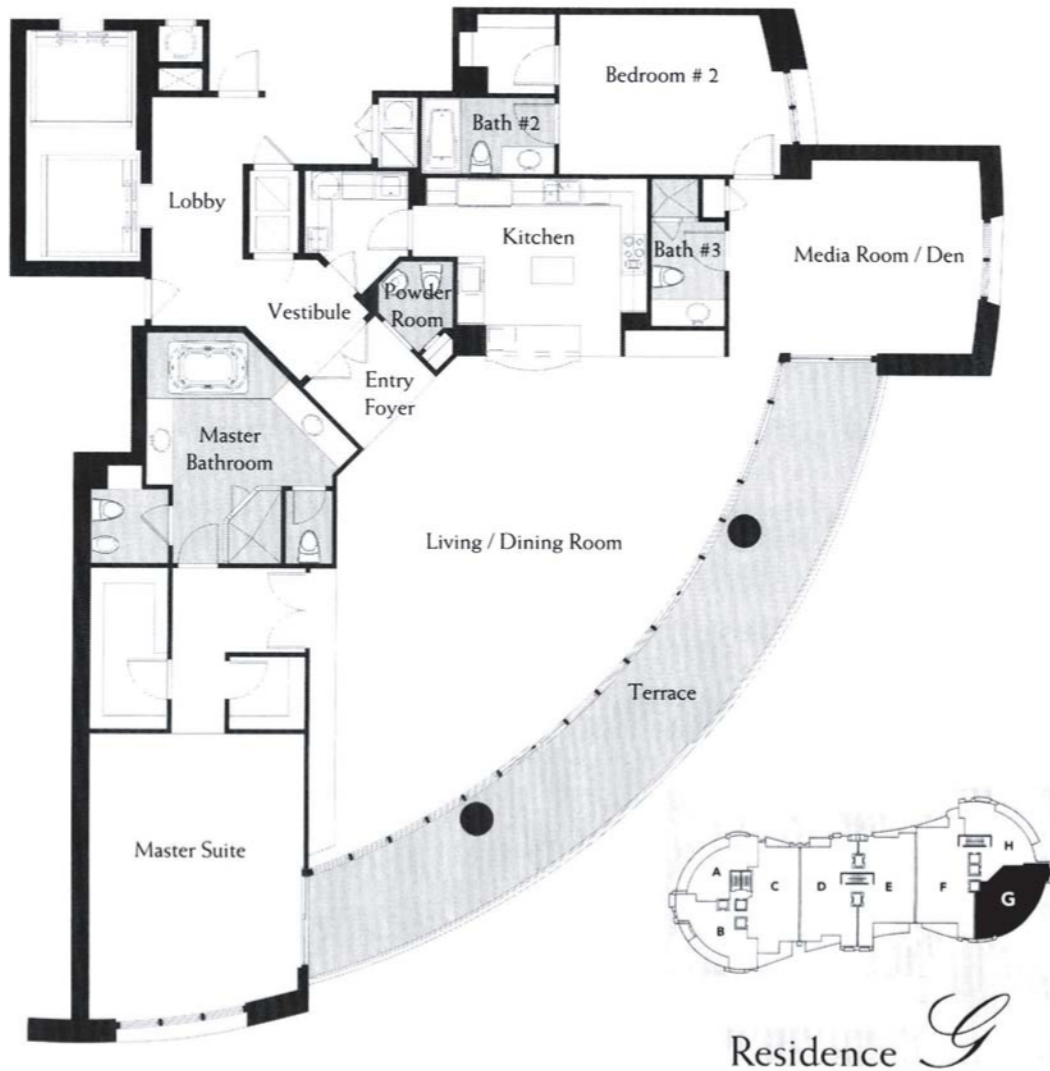 Bedroom # 2
Bath #2
Lobby
Kitchen
Bath #3
Media Room / Den
Vestibule
Powder
Room
Entry
Foyer
Master
Bathroom
Living / Dining Room
Terrace
Master Suite
A
B
C
D
E
F
G
H
Residence G